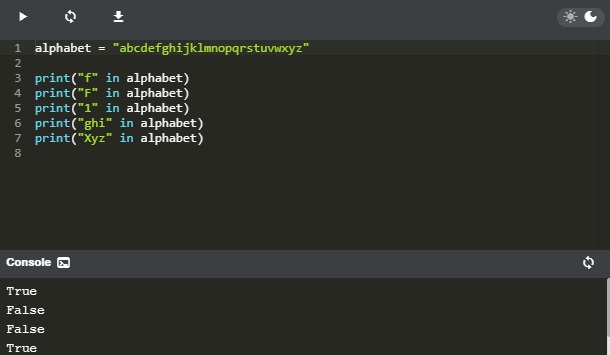 1 alphabet = "abcdefghijklmnopqrstuvwxyz"
2
3 print("f" in alphabet)
4 print("F" in alphabet)
5 print("1" in alphabet)
6 print("ghi" in alphabet)
7 print("Xyz" in alphabet)
8
Console
True
False
False
True